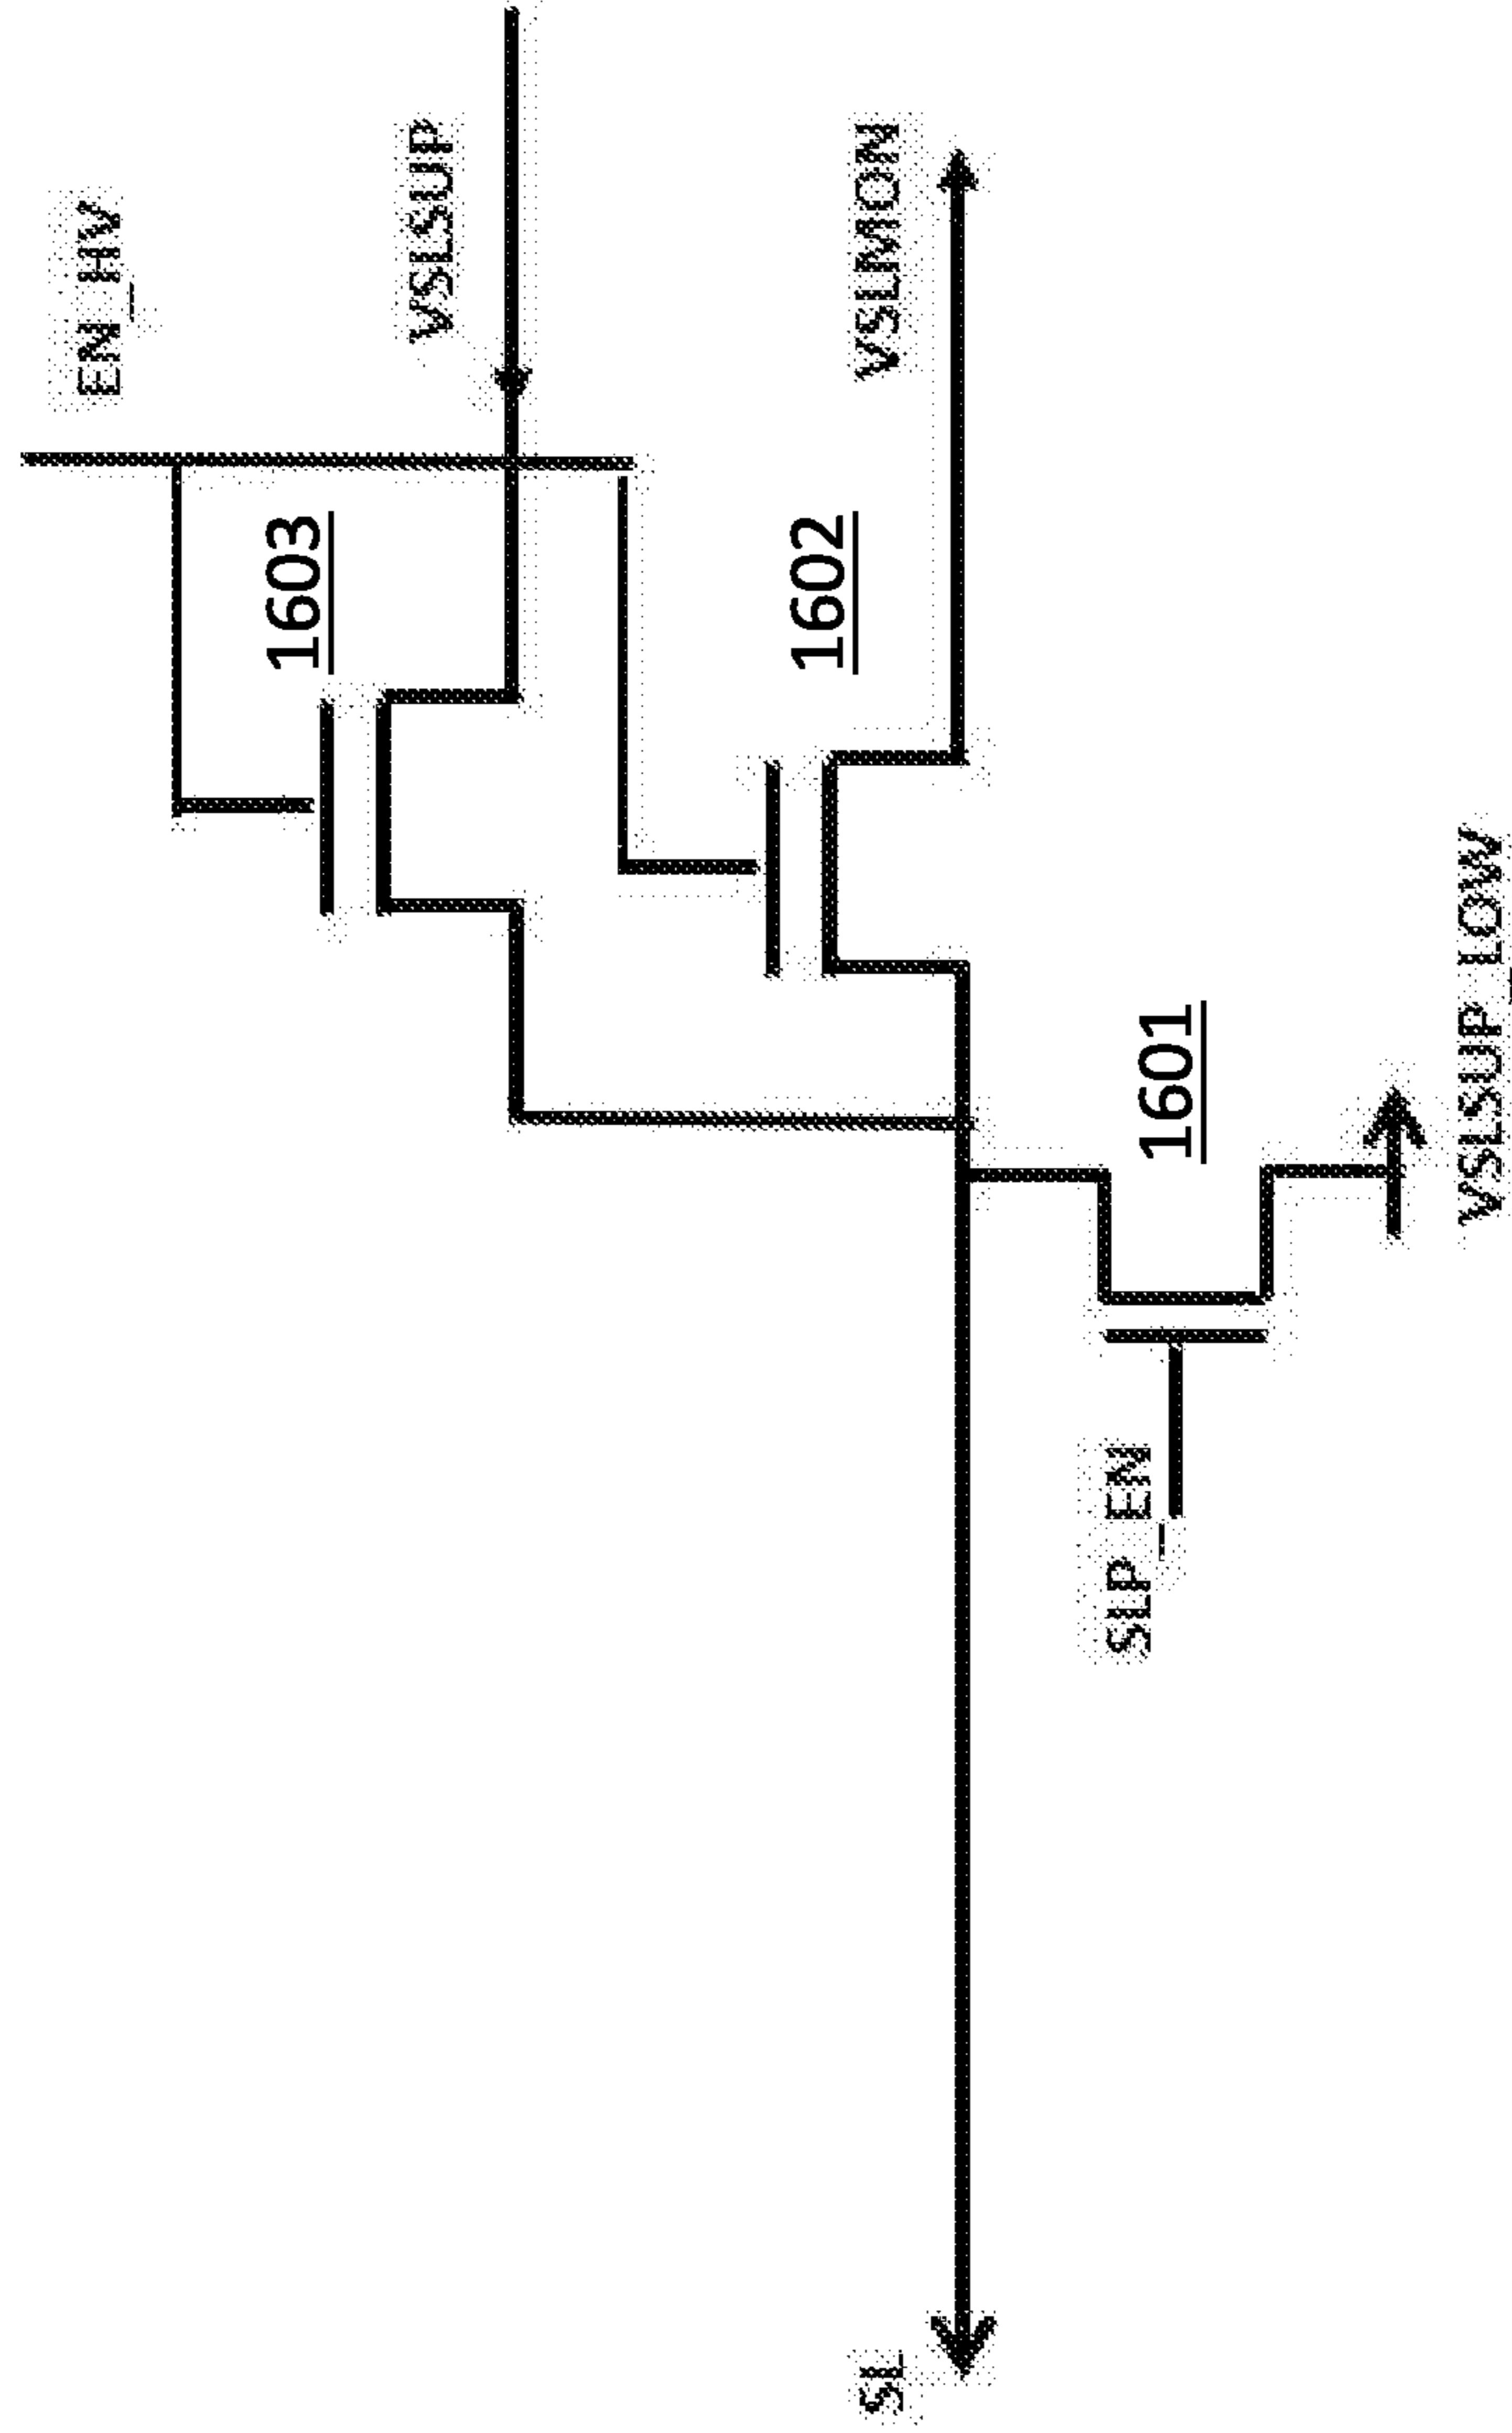 EN_HV
VSLSUP
1603
VSLMON
1602
1601
SLP_EN
VSLSUP_LOW
SL